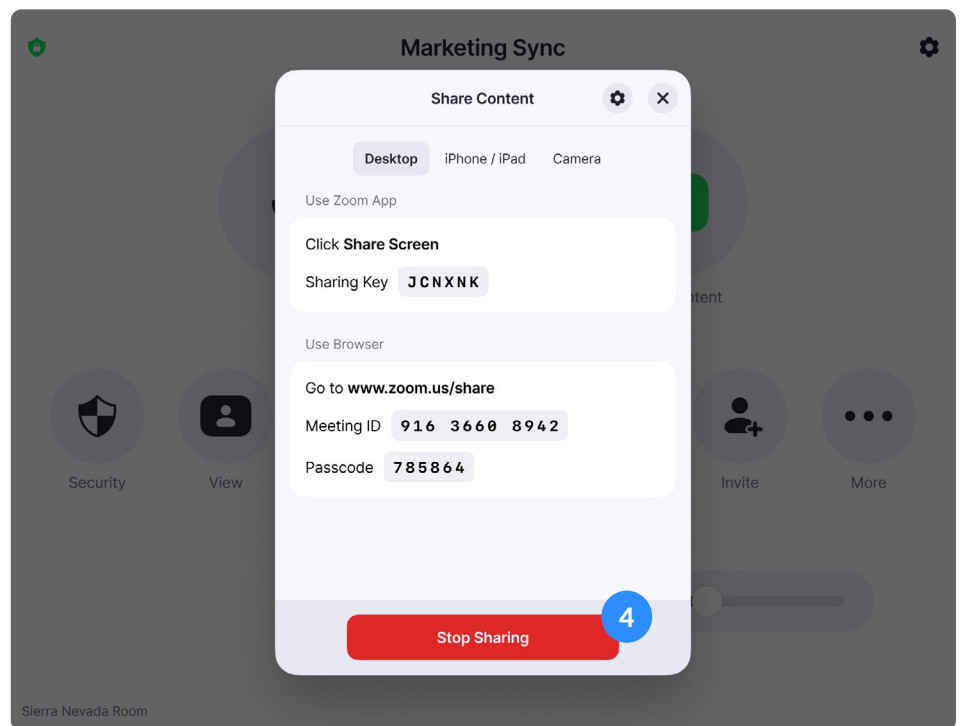 Marketing Sync
Share Content
Desktop iPhone / iPad Camera
Use Zoom App
Click Share Screen
Sharing Key JCNXNK
tent
Use Browser
Go to www.zoom.us/share
Meeting ID 916 3660 8942
Passcode 785864
Security View Invite More
4
Stop Sharing
Sierra Nevada Room